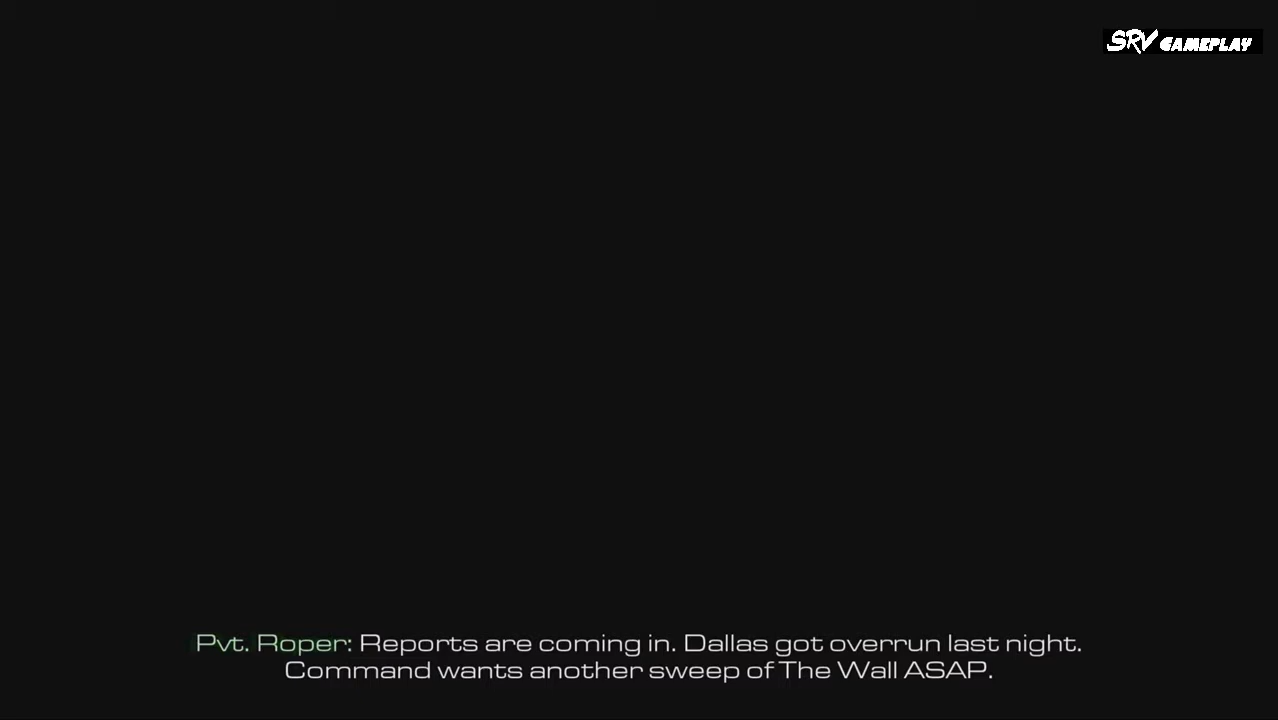 SRV GAMEPLAY
Pvt. Roper: Reports are coming in. Dallas got overrun last night.
Command wants another sweep of The Wall ASAP.